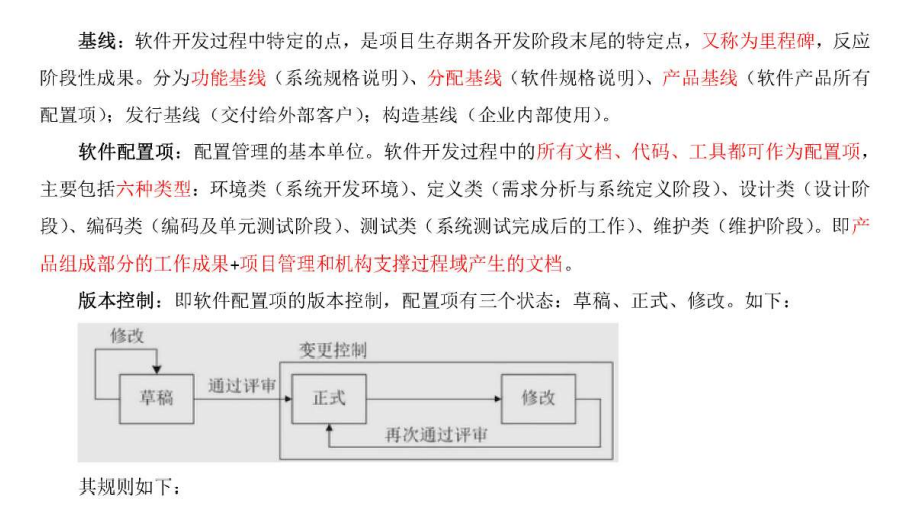 基线：软件开发过程中特定的点，是项目生存期各开发阶段末尾的特定点，又称为里程碑，反应
阶段性成果。分为功能基线（系统规格说明）、分配基线（软件规格说明）、产品基线（软件产品所有
配置项）；发行基线（交付给外部客户）；构造基线（企业内部使用）。
软件配置项：配置管理的基本单位。软件开发过程中的所有文档、代码、工具都可作为配置项，
主要包括六种类型：环境类（系统开发环境）、定义类（需求分析与系统定义阶段）、设计类（设计阶
段）、编码类（编码及单元测试阶段）、测试类（系统测试完成后的工作）、维护类（维护阶段）。即产
品组成部分的工作成果+项目管理和机构支撑过程域产生的文档。
版本控制：即软件配置项的版本控制，配置项有三个状态：草稿、正式、修改。如下：
修改
变更控制
草稿
通过评审
正式
修改
再次通过评审
其规则如下；